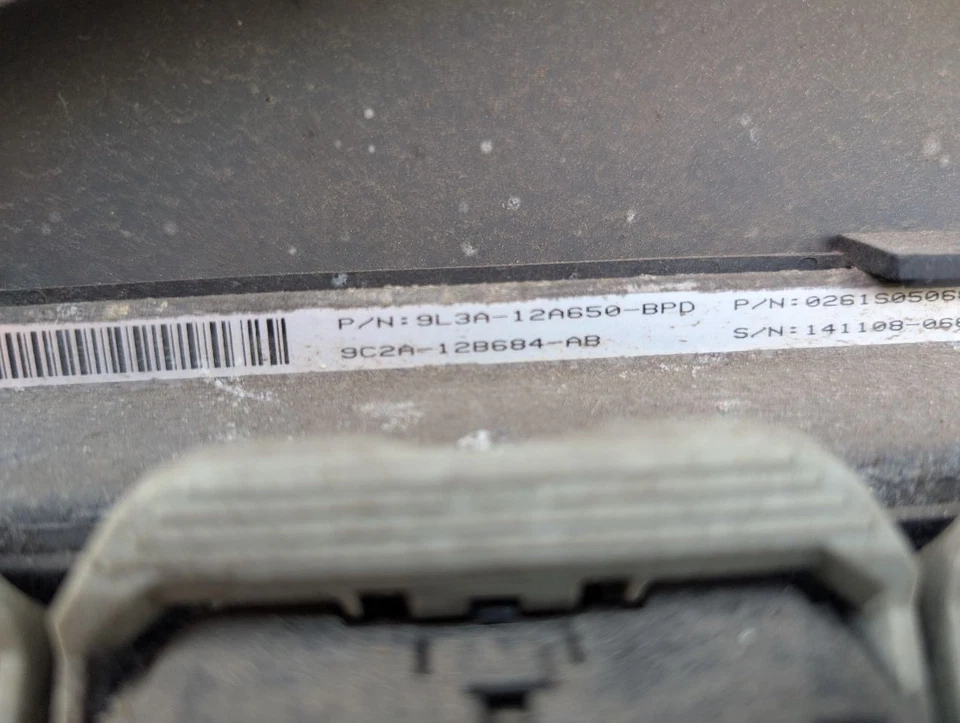 P/N:9L3A-12A650-BPD
9C2A-12B684-AB
P/N:0261S0506
S/N:141108-06